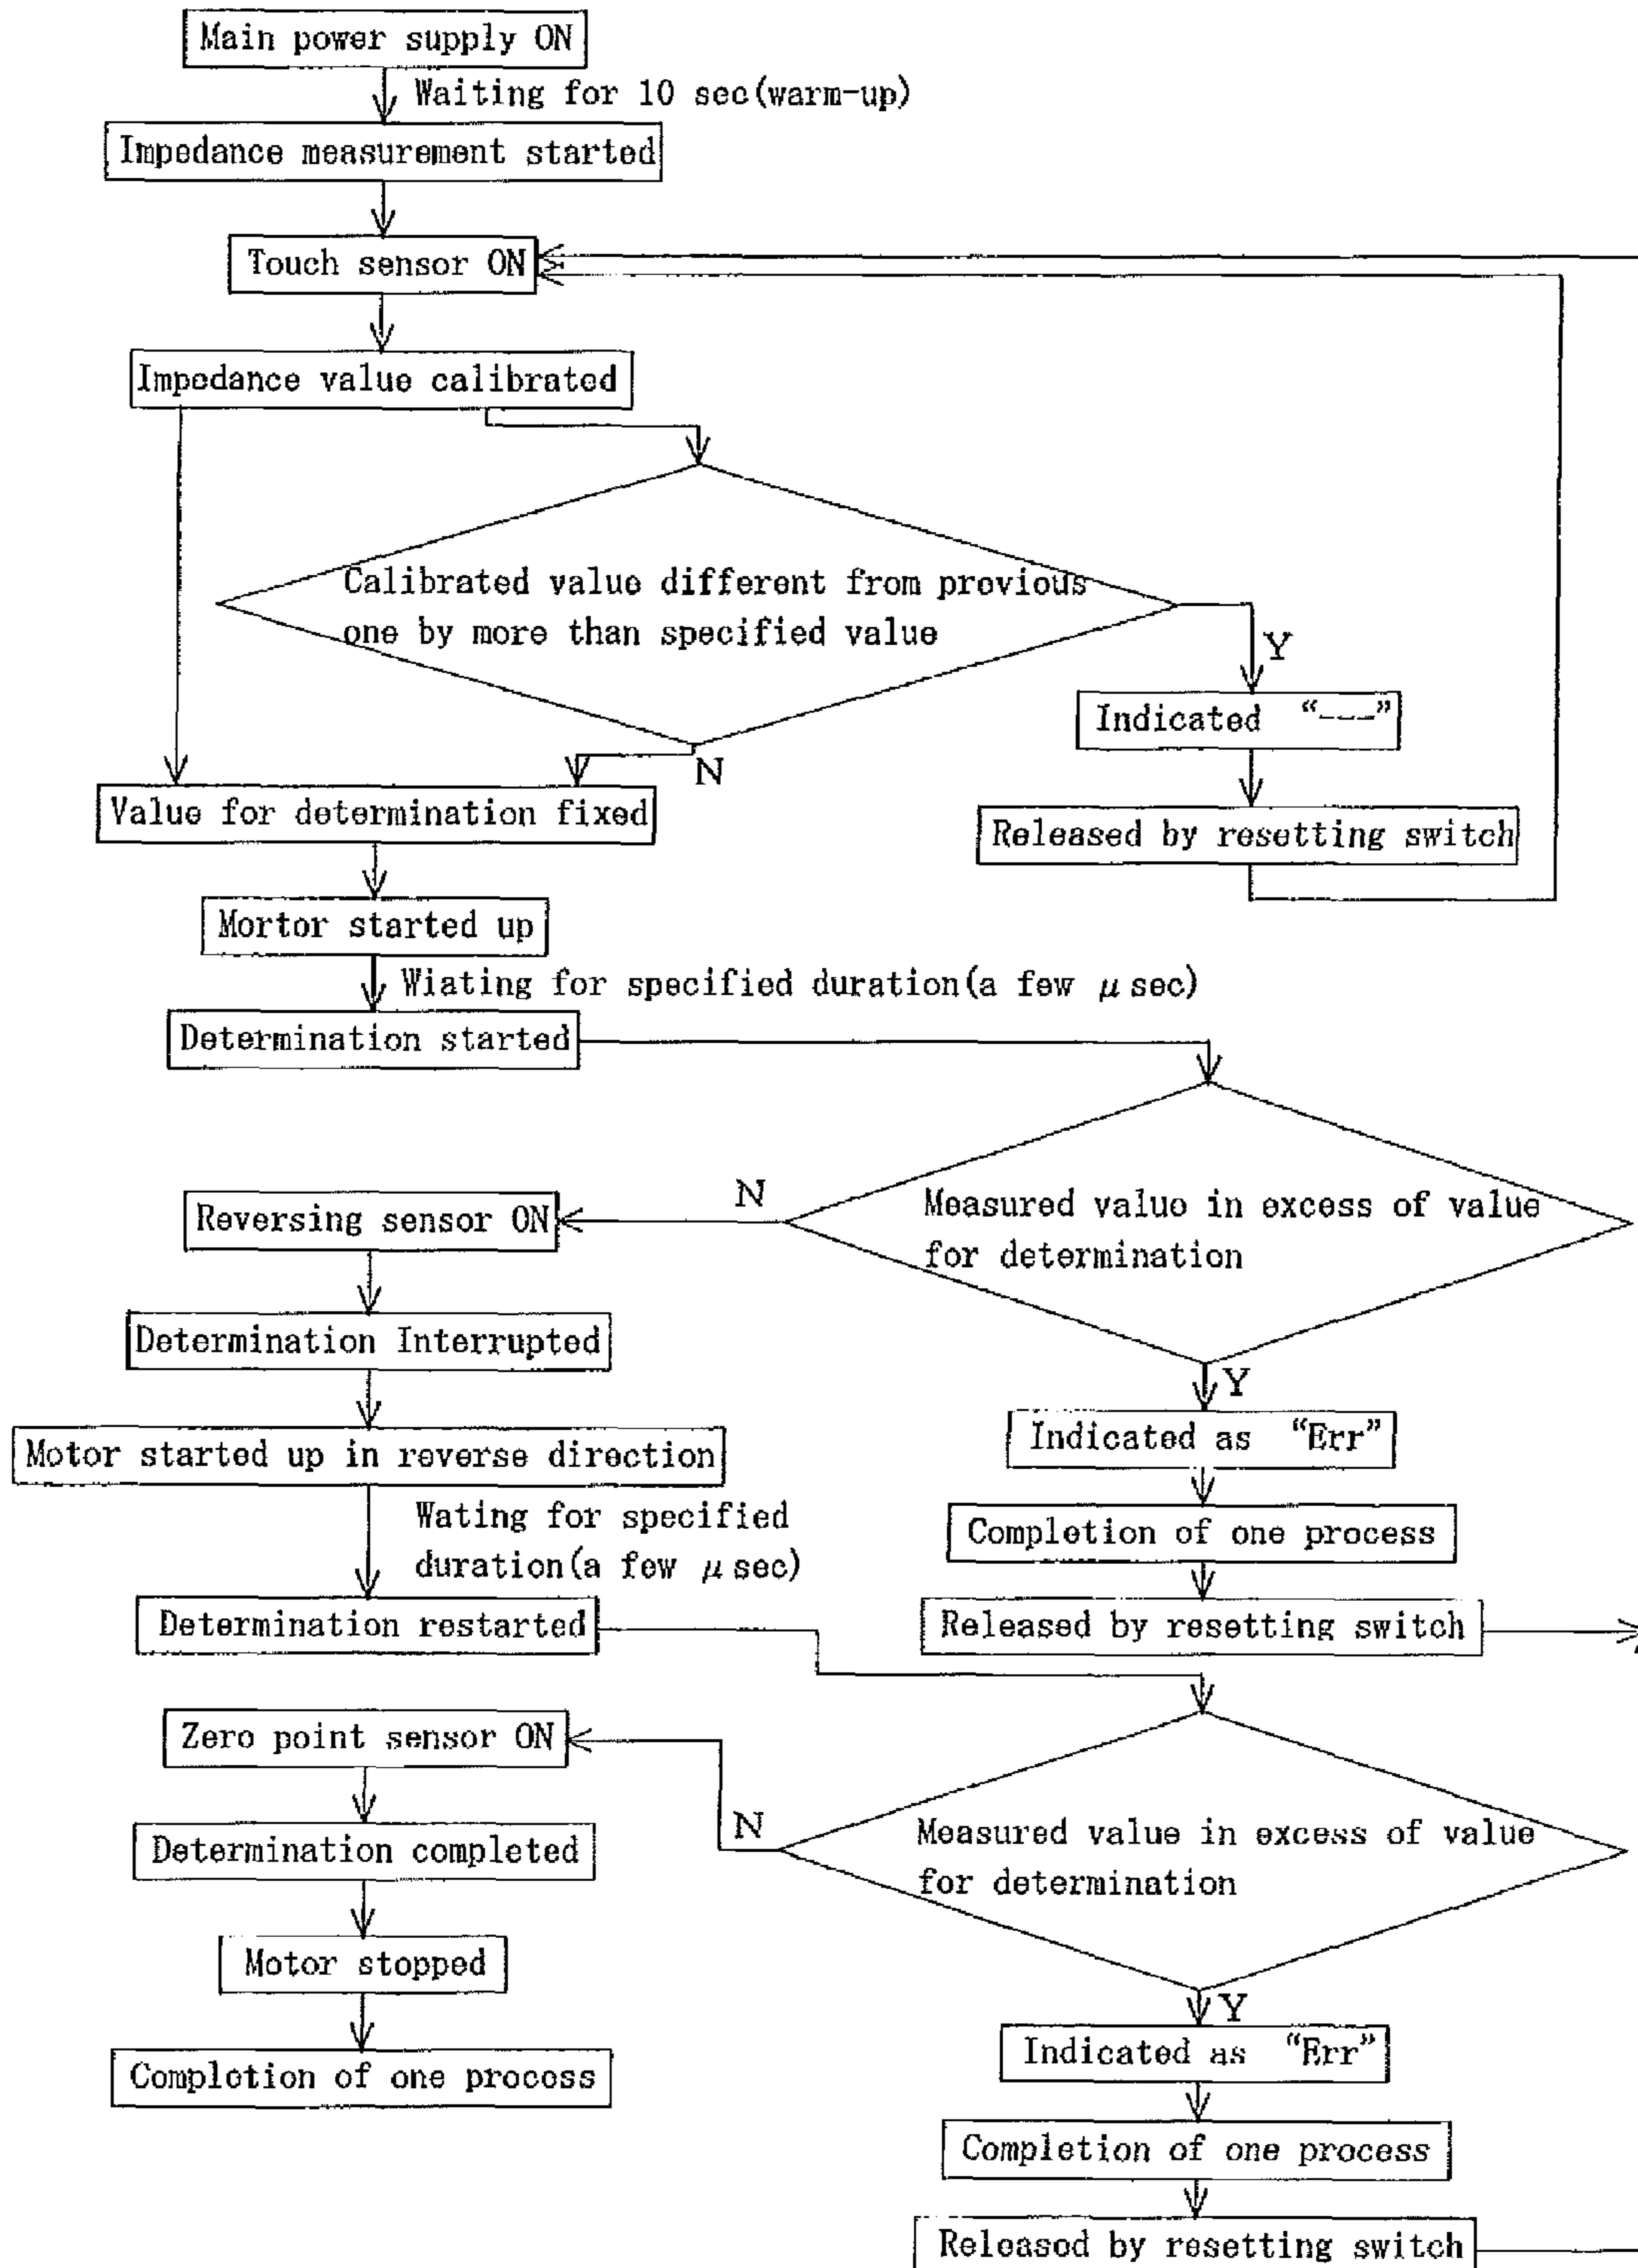 Main power supply ON
Waiting for 10 sec(warm-up)
Impedance measurement started
Touch sensor ON
Impedance value calibrated
Calibrated value different from previous
one by more than specified value
Y
Indicated “---”
N
Value for determination fixed
Released by resetting switch
Mortor started up
Wiating for specified duration(a few μsec)
Determination started
N
Measured value in excess of value
for determination
Reversing sensor ON
Determination Interrupted
Y
Indicated as “Err”
Motor started up in reverse direction
Wating for specified
duration(a few μsec)
Completion of one process
Determination restarted
Released by resetting switch
Zero point sensor ON
N
Measured value in excess of value
for determination
Determination completed
Motor stopped
Y
Indicated as “Err”
Completion of one process
Completion of one process
Released by resetting switch